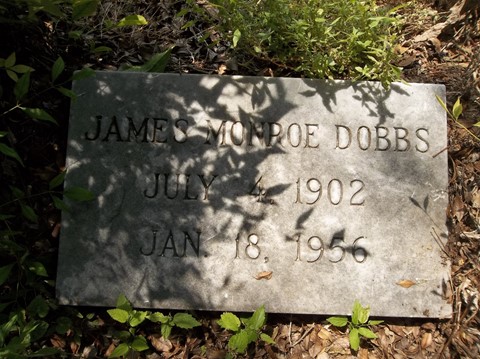 JAMES MONROE DOBBS
JULY 4, 1902
JAN. 18, 1956